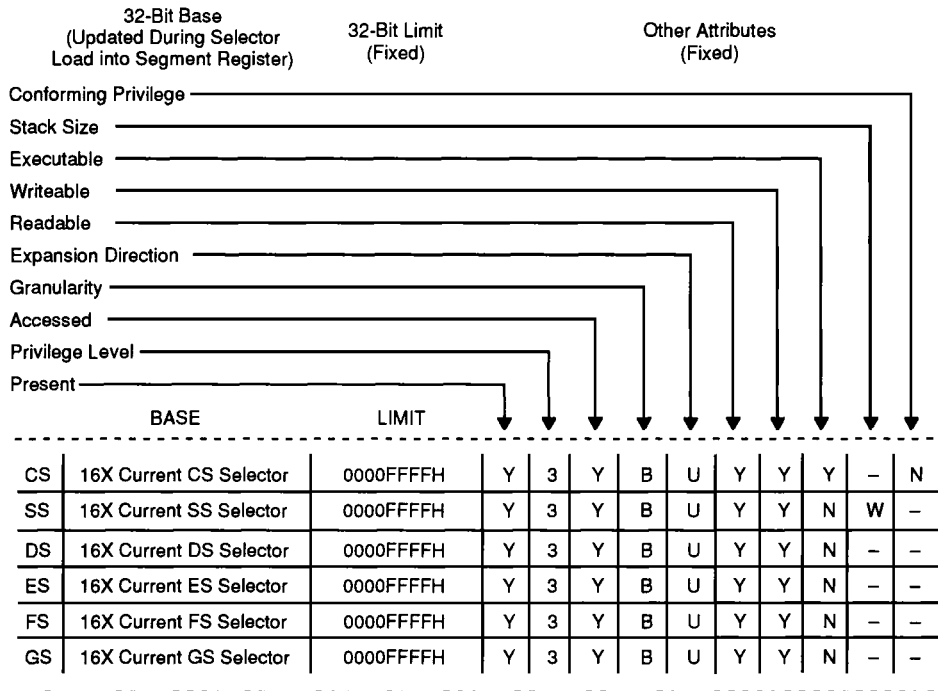 32-Bit Base
(Updated During Selector
Load into Segment Register)
32-Bit Limit
(Fixed)
Other Attributes
(Fixed)
Conforming Privilege
Stack Size
Executable
Writeable
Readable
Expansion Direction
Granularity
Accessed
Privilege Level
Present
BASE LIMIT
CS 16X Current CS Selector 0000FFFFH Y 3 Y B U Y Y Y – N
SS 16X Current SS Selector 0000FFFFH Y 3 Y B U Y Y N W –
DS 16X Current DS Selector 0000FFFFH Y 3 Y B U Y Y N – –
ES 16X Current ES Selector 0000FFFFH Y 3 Y B U Y Y N – –
FS 16X Current FS Selector 0000FFFFH Y 3 Y B U Y Y N – –
GS 16X Current GS Selector 0000FFFFH Y 3 Y B U Y Y N – –